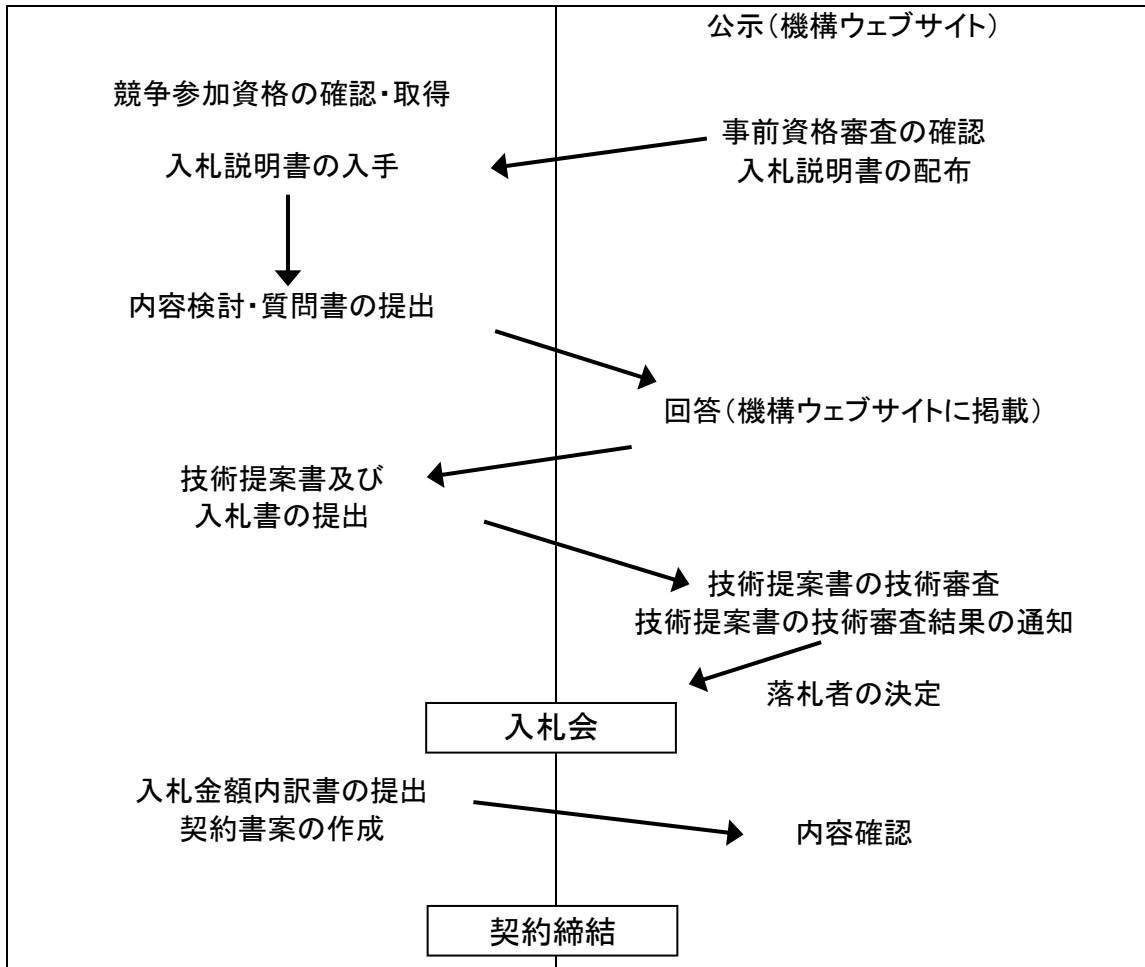 公示（機構ウェブサイト）
競争参加資格の確認・取得
事前資格審査の確認
入札説明書の配布
入札説明書の入手
内容検討・質問書の提出
回答（機構ウェブサイトに掲載）
技術提案書及び
入札書の提出
技術提案書の技術審査
技術提案書の技術審査結果の通知
落札者の決定
入札会
入札金額内訳書の提出
契約書案の作成
内容確認
契約締結